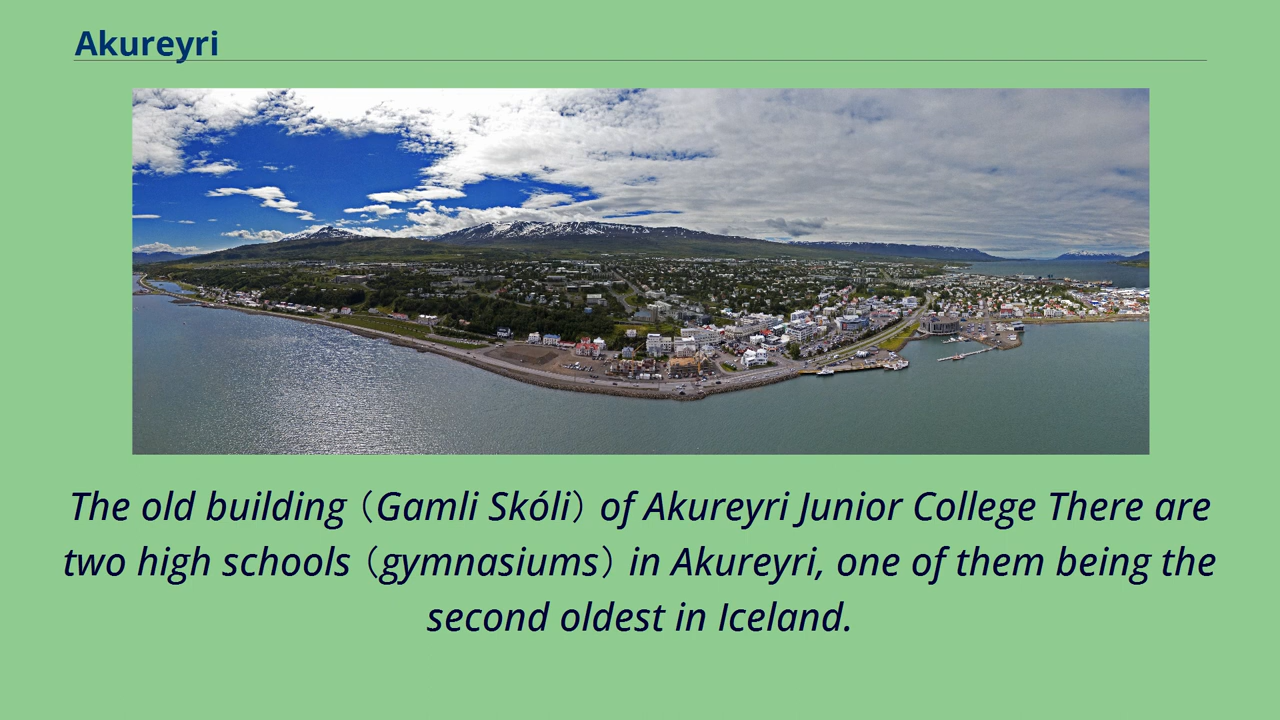 Akureyri
The old building （Gamli Skóli） of Akureyri Junior College There are
two high schools （gymnasiums） in Akureyri, one of them being the
second oldest in Iceland.